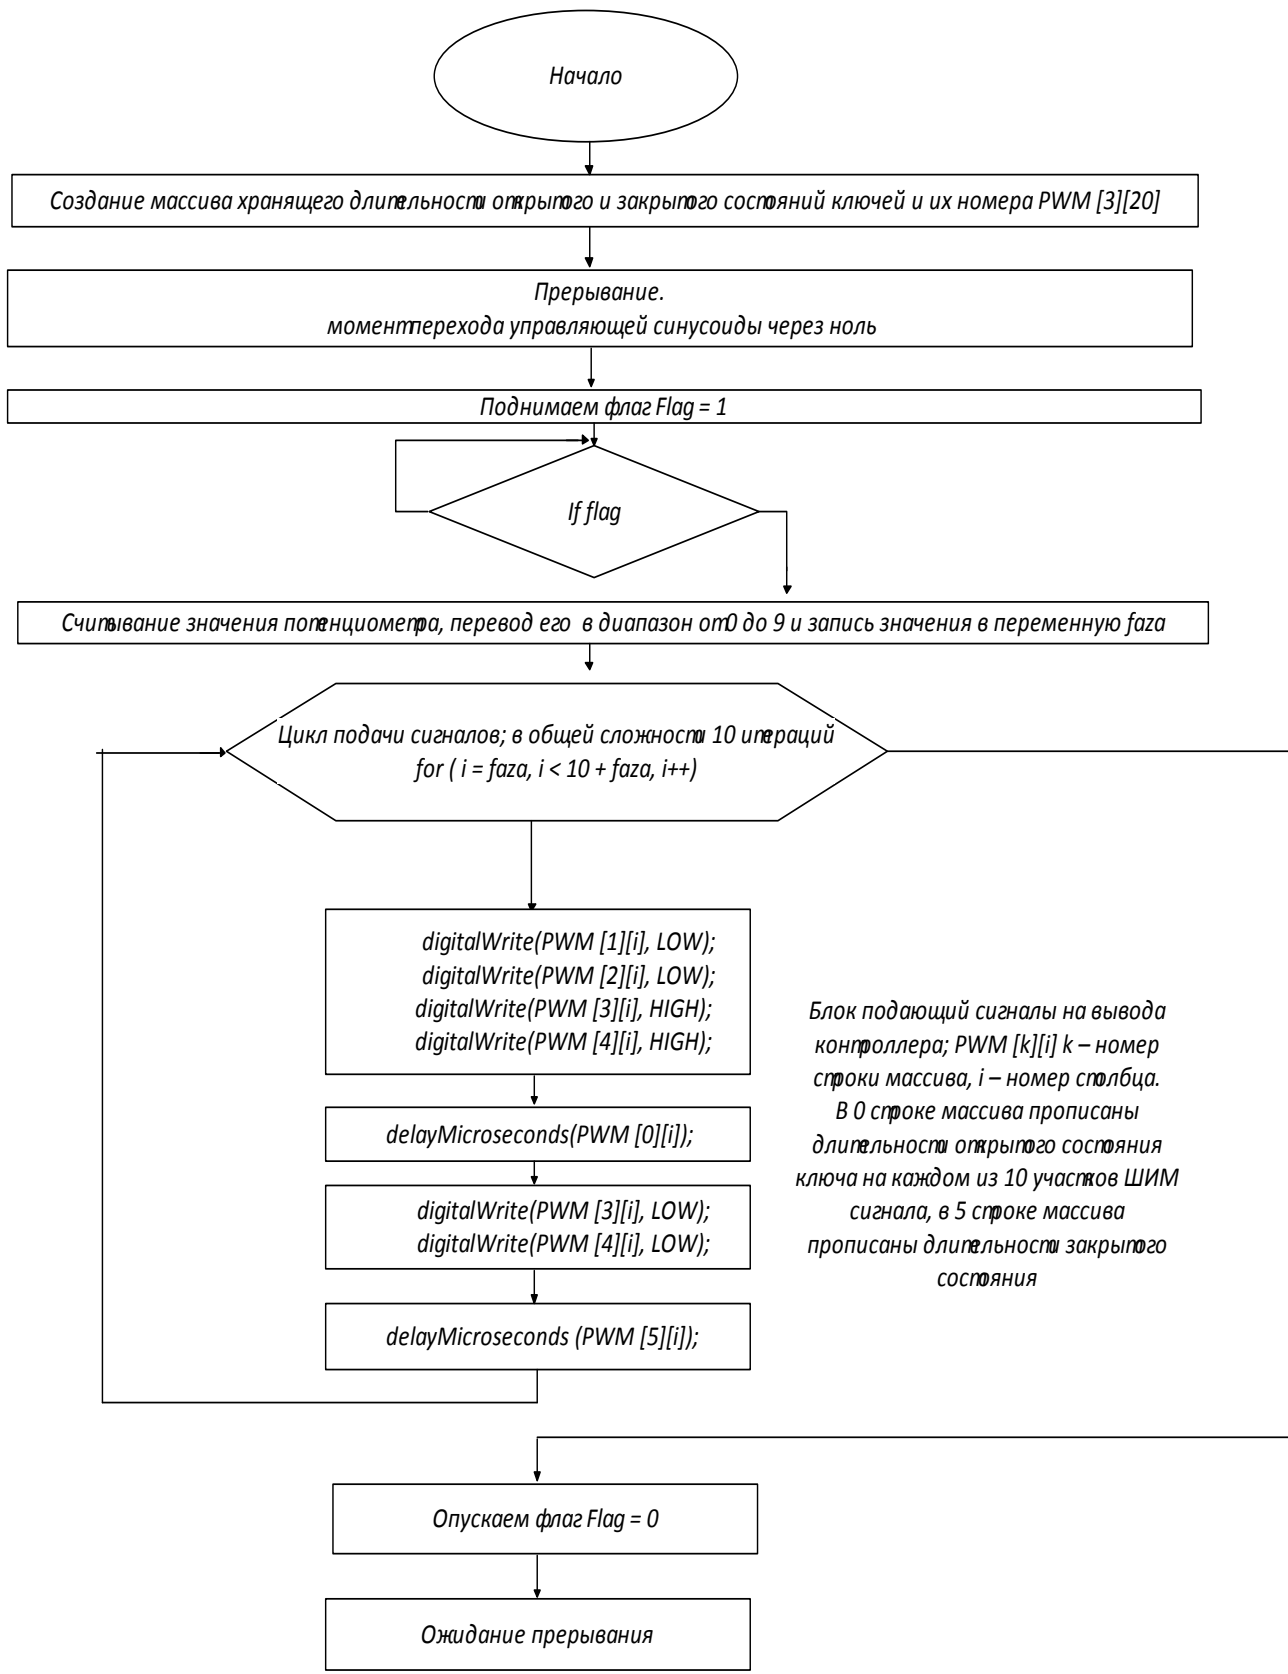 Начало
Создание массива хранящего длительности открытого и закрытого состояний ключей и их номера PWM [3][20]
Прерывание.
момент перехода управляющей синусоиды через ноль
Поднимаем флаг Flag = 1
If flag
Считывание значения потенциометра, перевод его в диапазон от 0 до 9 и запись значения в переменную faza
Цикл подачи сигналов; в общей сложности 10 итераций
for ( i = faza, i < 10 + faza, i++)
digitalWrite(PWM [1][i], LOW);
digitalWrite(PWM [2][i], LOW);
digitalWrite(PWM [3][i], HIGH);
digitalWrite(PWM [4][i], HIGH);
delayMicroseconds(PWM [0][i]);
digitalWrite(PWM [3][i], LOW);
digitalWrite(PWM [4][i], LOW);
delayMicroseconds (PWM [5][i]);
Блок подающий сигналы на вывода
контроллера; PWM [k][i] k – номер
строки массива, i – номер столбца.
В 0 строке массива прописаны
длительности открытого состояния
ключа на каждом из 10 участков ШИМ
сигнала, в 5 строке массива
прописаны длительности закрытого
состояния
Опускаем флаг Flag = 0
Ожидание прерывания